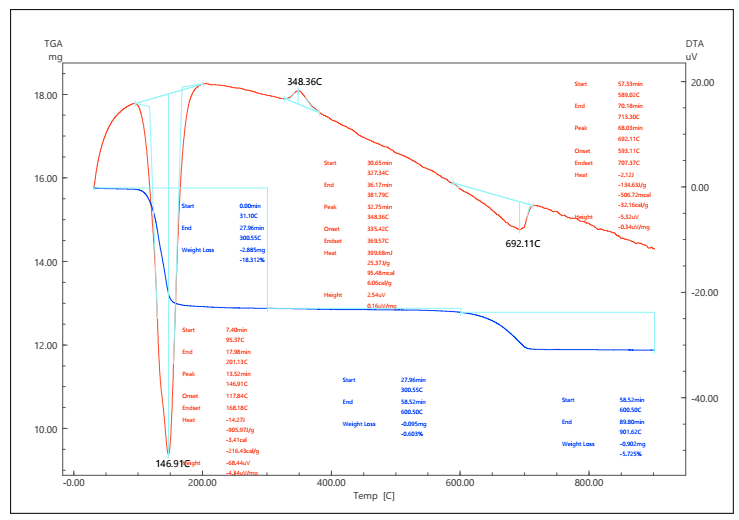 TGA
mg
DTA
uV
18.00
16.00
14.00
12.00
10.00
20.00
0.00
-20.00
-40.00
-0.00
200.00
400.00
600.00
800.00
Temp [C]
348.36C
692.11C
146.91C
Start 57.33min
589.02C
End 70.18min
713.30C
Peak 68.03min
692.11C
Onset 593.11C
Endset 707.37C
Heat -2.12J
-134.63J/g
-506.72mcal
-32.16cal/g
Height -5.32uV
-0.34uV/mg
Start 30.65min
327.34C
End 36.17min
381.79C
Peak 32.75min
348.36C
Onset 335.42C
Endset 369.57C
Heat 399.68mJ
25.37J/g
95.48mcal
6.06cal/g
Height 2.54uV
0.16uV/mg
Start 0.00min
31.10C
End 27.96min
300.55C
Weight Loss -2.885mg
-18.312%
Start 7.40min
95.37C
End 17.98min
201.13C
Peak 13.52min
146.91C
Onset 117.84C
Endset 168.18C
Heat -14.27J
-905.97J/g
-3.41cal
-216.43cal/g
Height -68.44uV
-4.34uV/mg
Start 27.96min
300.55C
End 58.52min
600.50C
Weight Loss -0.095mg
-0.603%
Start 58.52min
600.50C
End 89.80min
901.62C
Weight Loss -0.902mg
-5.725%